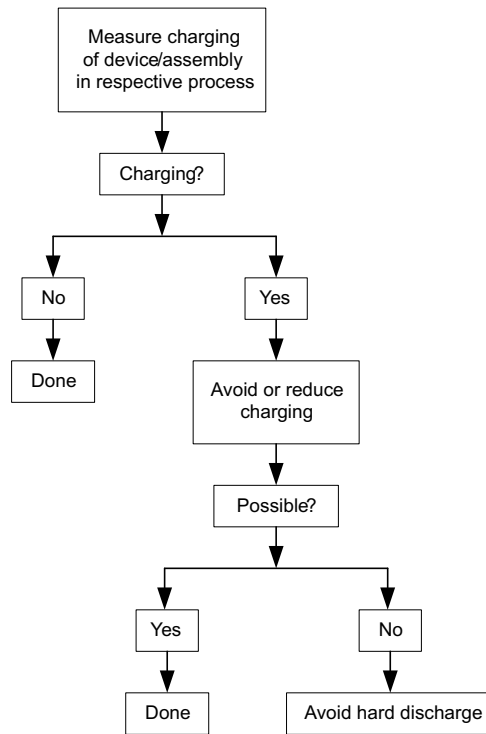 Measure charging
of device/assembly
in respective process
Charging?
No
Yes
Done
Avoid or reduce
charging
Possible?
Yes
No
Done
Avoid hard discharge